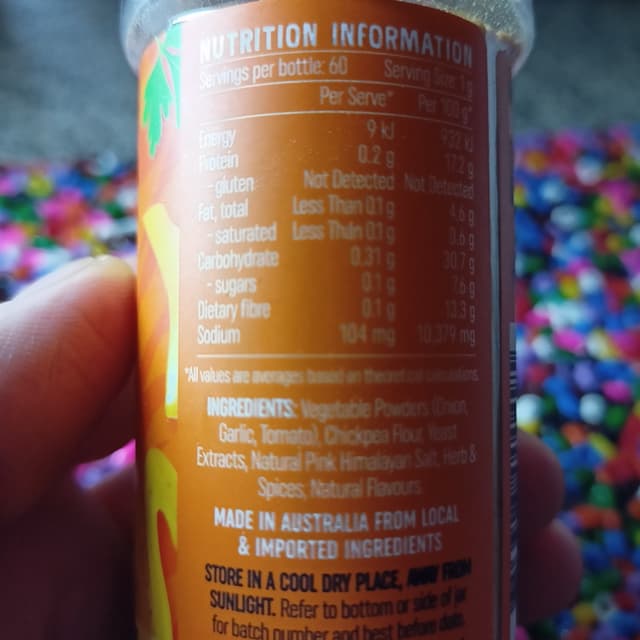 NUTRITION INFORMATION
Servings per bottle: 60 Serving Size: 1g
Per Serve* Per 100g*
Energy 9 kJ 932 kJ
Protein 0.2 g 17.2 g
- gluten Not Detected Not Detected
Fat, total Less Than 0.1 g 4.6 g
- saturated Less Than 0.1 g 0.6 g
Carbohydrate 0.31 g 30.7 g
- sugars 0.1 g 7.6 g
Dietary fibre 0.1 g 13.3 g
Sodium 104 mg 10,379 mg
*All values are averages based on theoretical calculations.
INGREDIENTS: Vegetable Powders (Onion,
Garlic, Tomato), Chickpea Flour, Yeast
Extracts, Natural Pink Himalayan Salt, Herb &
Spices, Natural Flavours.
MADE IN AUSTRALIA FROM LOCAL
& IMPORTED INGREDIENTS
STORE IN A COOL DRY PLACE, AWAY FROM
SUNLIGHT. Refer to bottom or side of jar
for batch number and best before date.